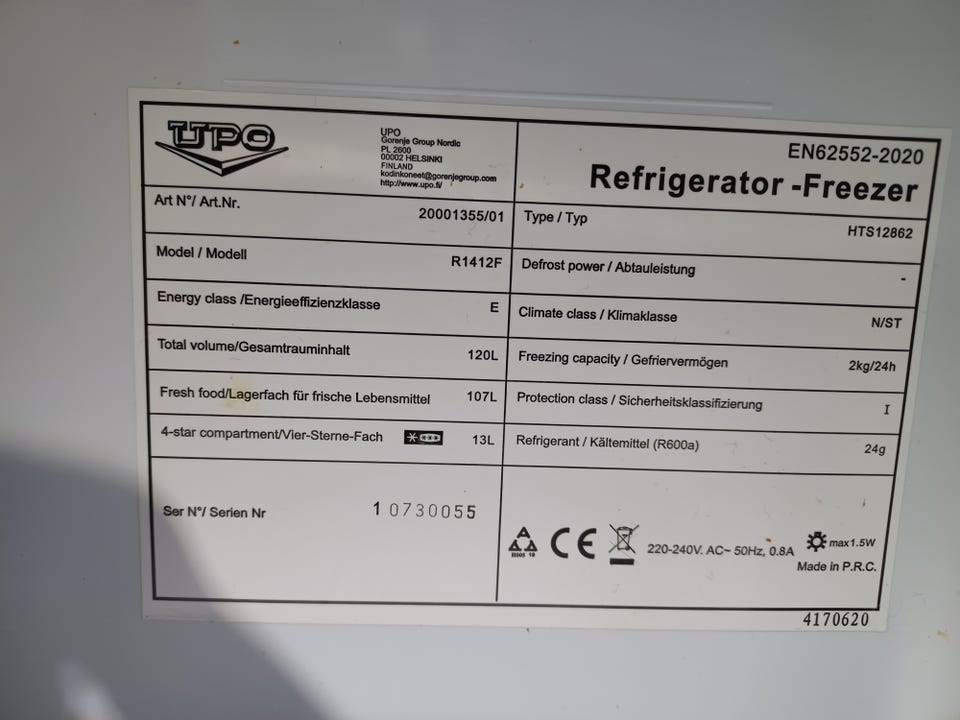 UPO
UPO
Gorenje Group Nordic
PL 2600
00002 HELSINKI
FINLAND
kodinkoneet@gorenjegroup.com
http://www.upo.fi/
EN62552-2020
Refrigerator -Freezer
Art N°/ Art.Nr. 20001355/01
Type / Typ HTS12862
Model / Modell R1412F
Defrost power / Abtauleistung -
Energy class /Energieeffizienzklasse E
Climate class / Klimaklasse N/ST
Total volume/Gesamtrauminhalt 120L
Freezing capacity / Gefriervermögen 2kg/24h
Fresh food/Lagerfach für frische Lebensmittel 107L
Protection class / Sicherheitsklassifizierung I
4-star compartment/Vier-Sterne-Fach 13L
Refrigerant / Kältemittel (R600a) 24g
Ser N°/ Serien Nr 10730055
CE
220-240V. AC~ 50Hz, 0.8A
max1.5W
Made in P.R.C.
4170620